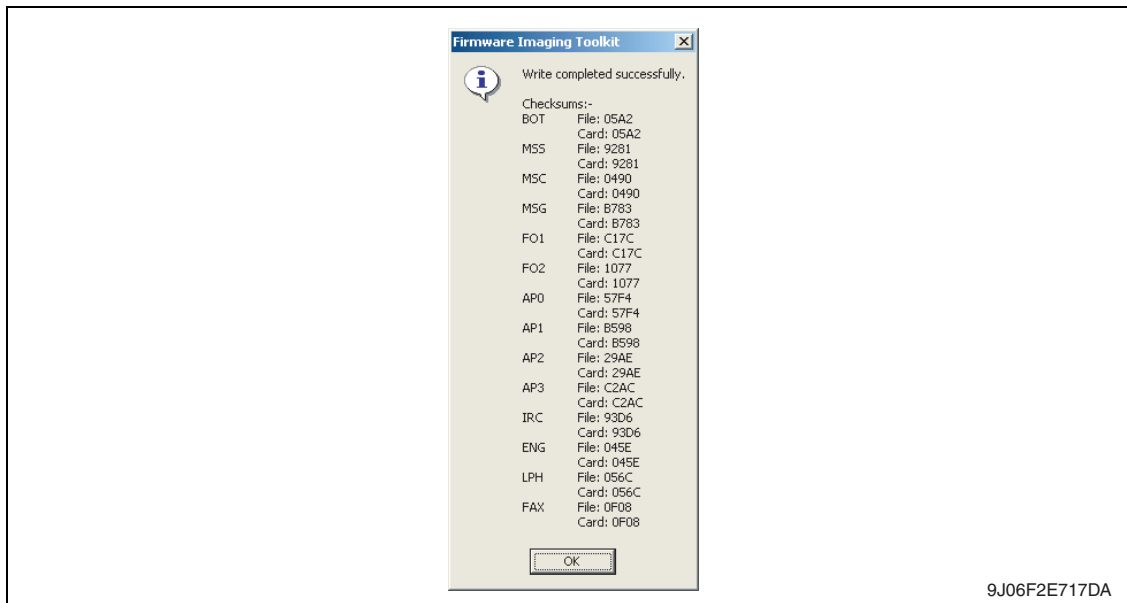 Firmware Imaging Toolkit
Write completed successfully.
Checksums:-
BOT File: 05A2
Card: 05A2
MSS File: 9281
Card: 9281
MSC File: 0490
Card: 0490
MSG File: B783
Card: B783
FO1 File: C17C
Card: C17C
FO2 File: 1077
Card: 1077
AP0 File: 57F4
Card: 57F4
AP1 File: B598
Card: B598
AP2 File: 29AE
Card: 29AE
AP3 File: C2AC
Card: C2AC
IRC File: 93D6
Card: 93D6
ENG File: 045E
Card: 045E
LPH File: 056C
Card: 056C
FAX File: 0F08
Card: 0F08
OK
9J06F2E717DA